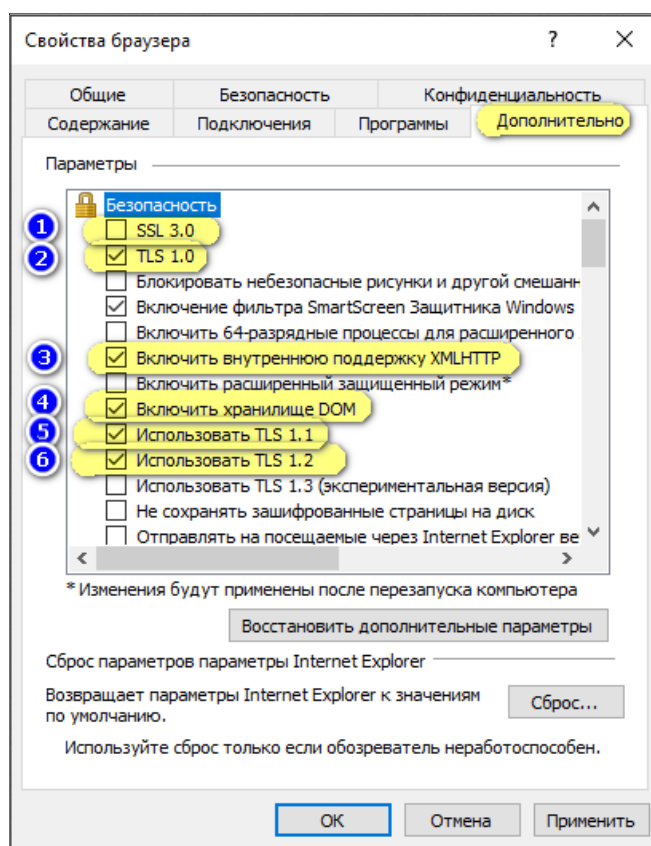 Свойства браузера ?
Общие Безопасность Конфиденциальность
Содержание Подключения Программы Дополнительно
Параметры
Безопасность
1 SSL 3.0
2 TLS 1.0
Блокировать небезопасные рисунки и другой смешанн
Включение фильтра SmartScreen Защитника Windows
Включить 64-разрядные процессы для расширенного
3 Включить внутреннюю поддержку XMLHTTP
Включить расширенный защищенный режим*
4 Включить хранилище DOM
5 Использовать TLS 1.1
6 Использовать TLS 1.2
Использовать TLS 1.3 (экспериментальная версия)
Не сохранять зашифрованные страницы на диск
Отправлять на посещаемые через Internet Explorer ве
* Изменения будут применены после перезапуска компьютера
Восстановить дополнительные параметры
Сброс параметров параметры Internet Explorer
Возвращает параметры Internet Explorer к значениям
по умолчанию.
Сброс...
Используйте сброс только если обозреватель неработоспособен.
ОК Отмена Применить